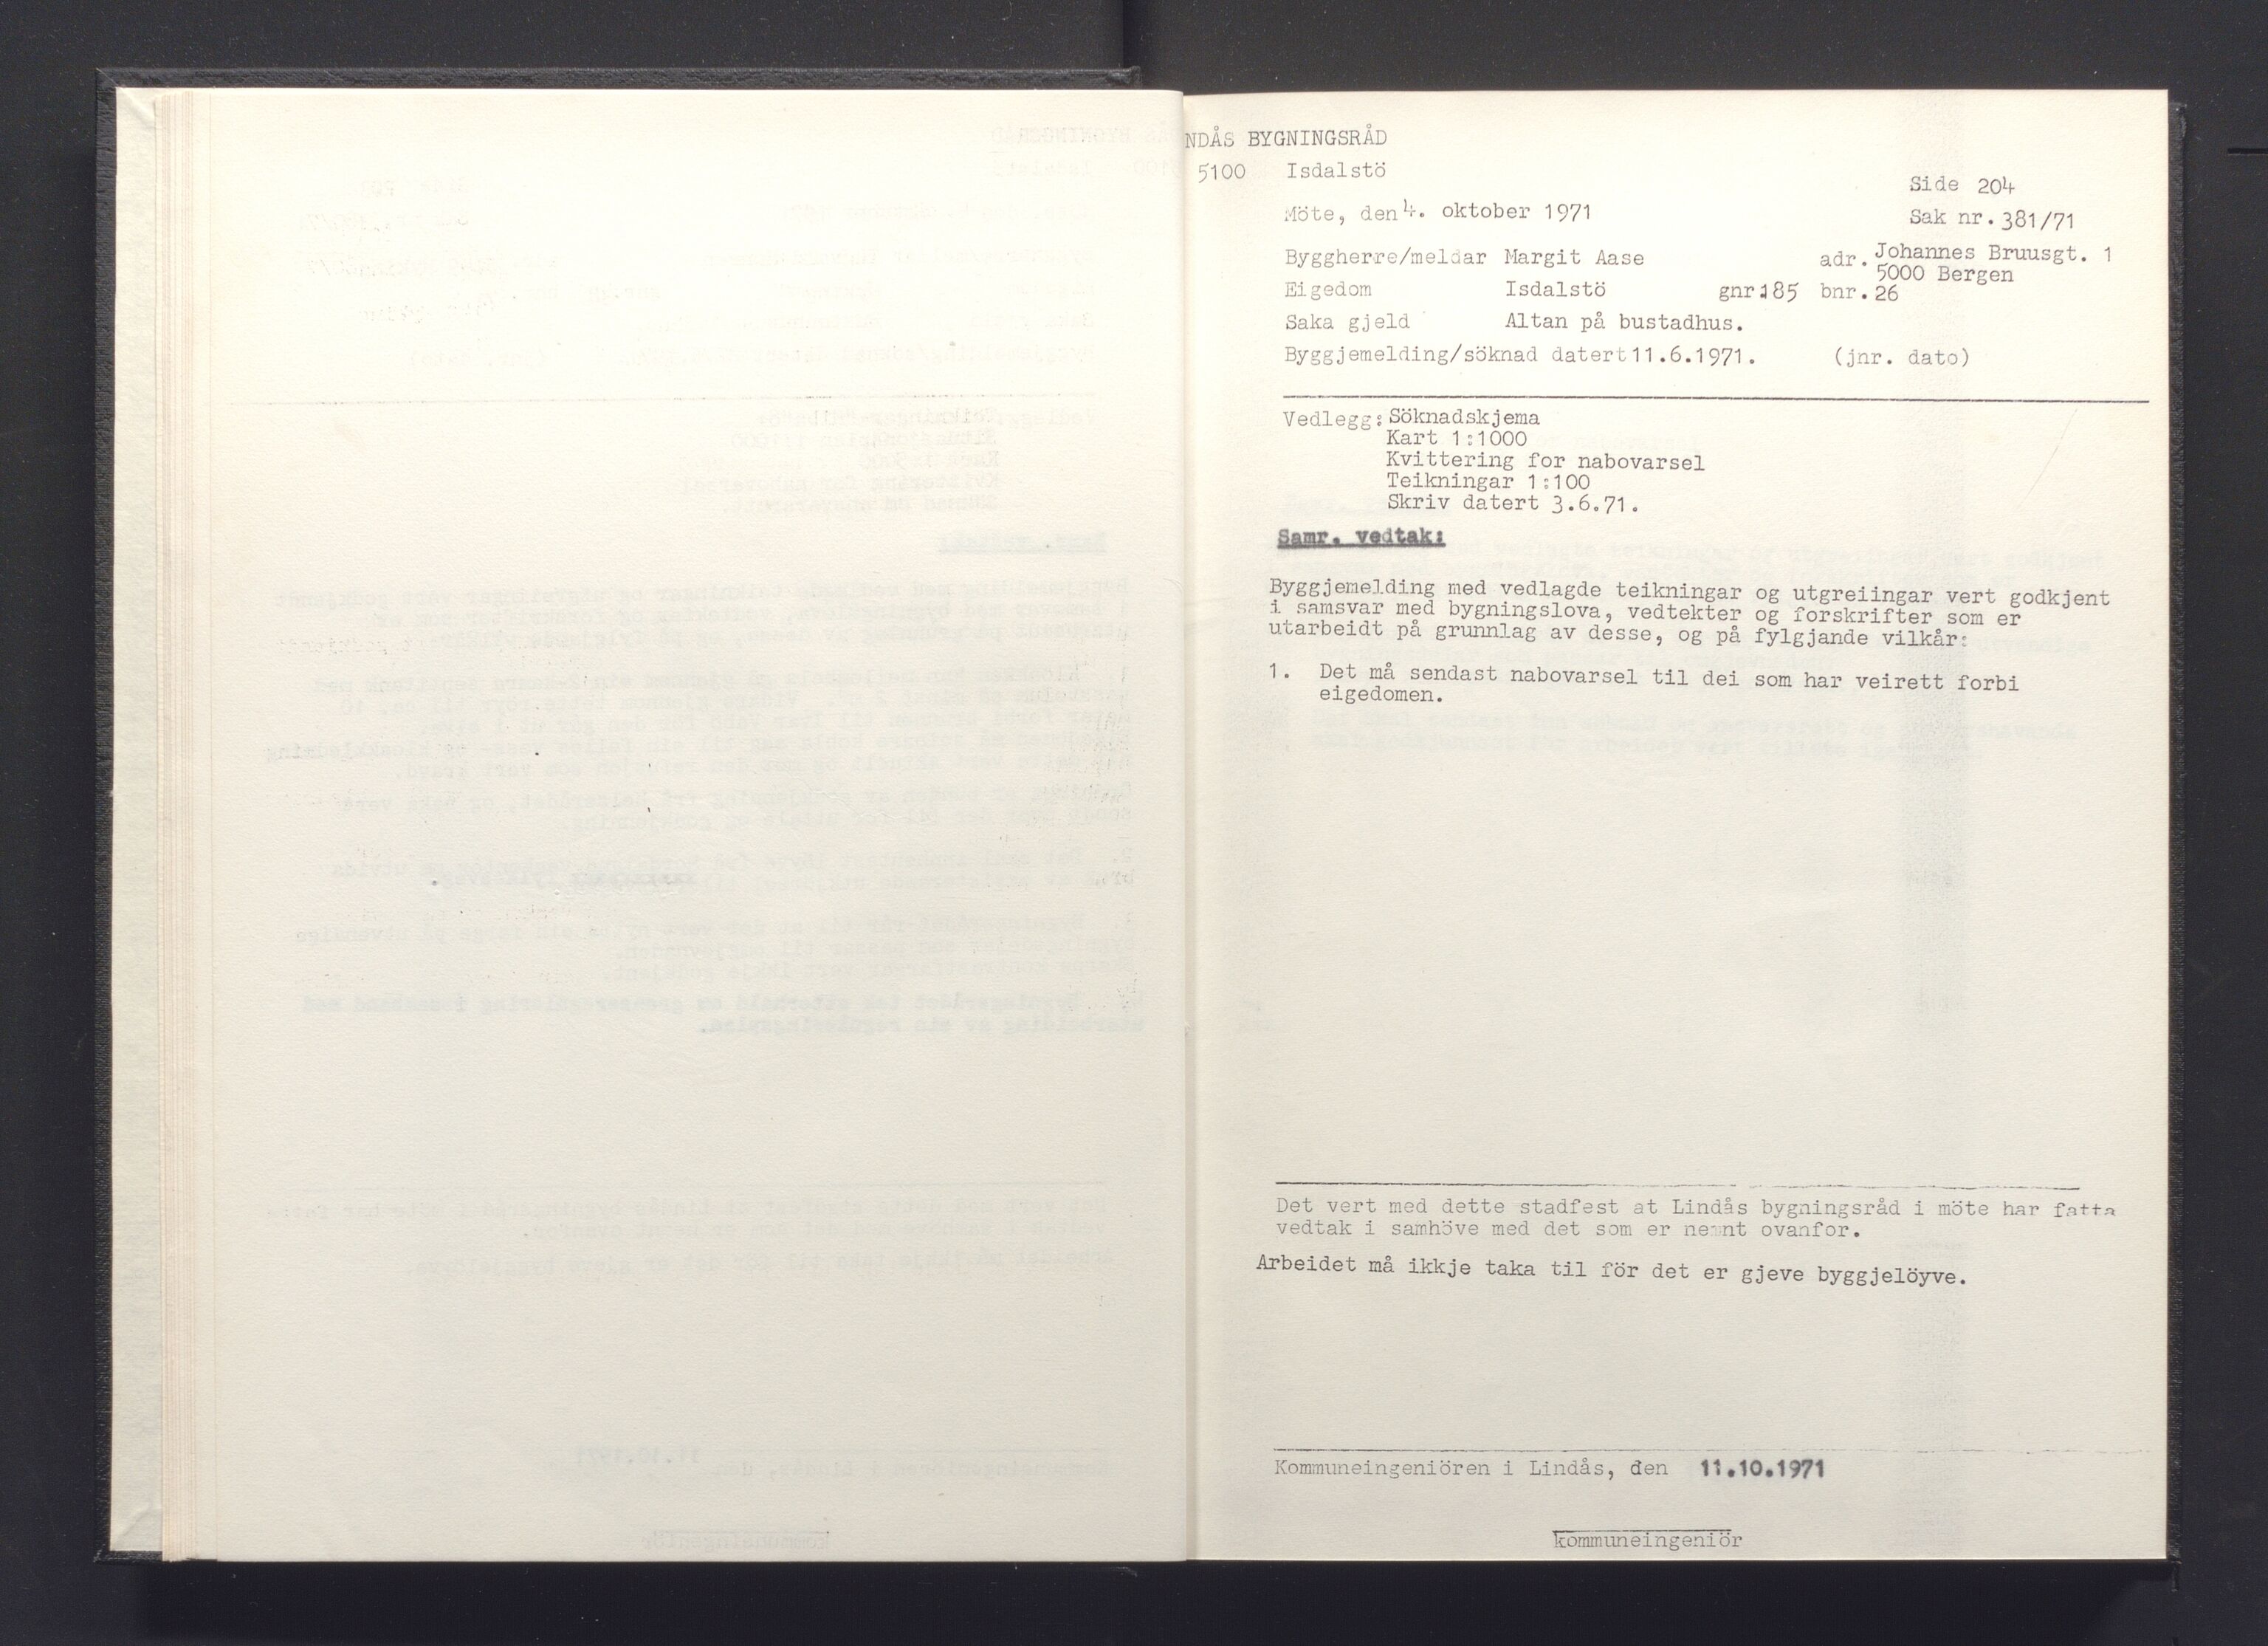 NDÅS BYGNINGSRÅD
5100 Isdalstö
Side 204
Möte, den 4. oktober 1971
Sak nr. 381/71
Byggherre/meldar Margit Aase adr. Johannes Bruusgt. 1
5000 Bergen
Eigedom Isdalstö gnr. 185 bnr. 26
Saka gjeld Altan på bustadhus.
Byggjemelding/söknad datert 11.6.1971. (jnr. dato)
Vedlegg: Söknadskjema
Kart 1:1000
Kvittering for nabovarsel
Teikningar 1:100
Skriv datert 3.6.71.
Samr. vedtak:
Byggjemelding med vedlagde teikningar og utgreiingar vert godkjent
i samsvar med bygningslova, vedtekter og forskrifter som er
utarbeidt på grunnlag av desse, og på fylgjande vilkår:
1. Det må sendast nabovarsel til dei som har veirett forbi
eigedomen.
Det vert med dette stadfest at Lindås bygningsråd i möte har fatta
vedtak i samhöve med det som er nemnt ovanfor.
Arbeidet må ikkje taka til för det er gjeve byggjelöyve.
Kommuneingeniören i Lindås, den 11.10.1971
kommuneingeniör